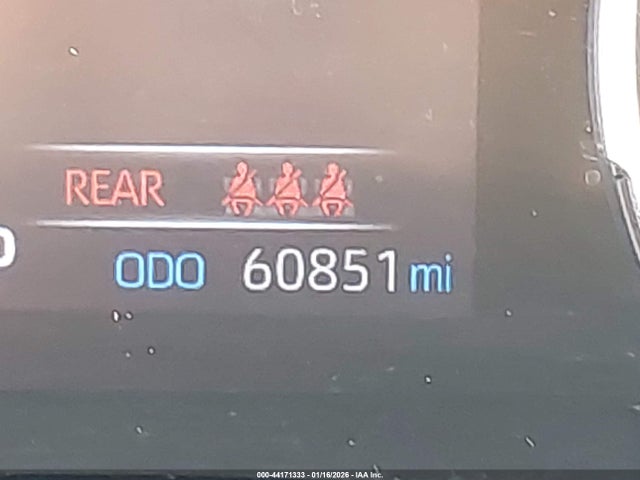 REAR
ODO 60851 mi
000-44171333 - 01/16/2026 - IAA Inc.